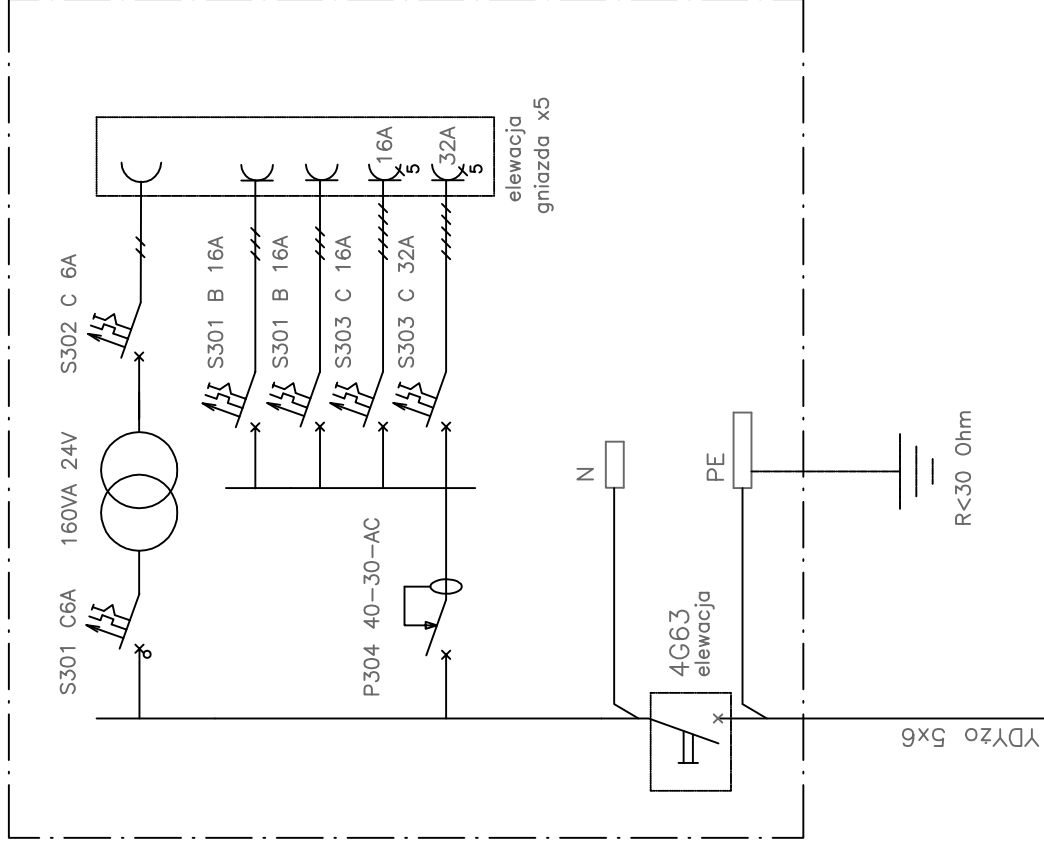 S301 C6A
160VA 24V
S302 C 6A
S301 B 16A
S301 B 16A
S303 C 16A
S303 C 32A
16A
5
32A
5
elewacja
gniazda x5
P304 40-30-AC
N
PE
4G63
elewacja
R<30 Ohm
YDYżo 5x6